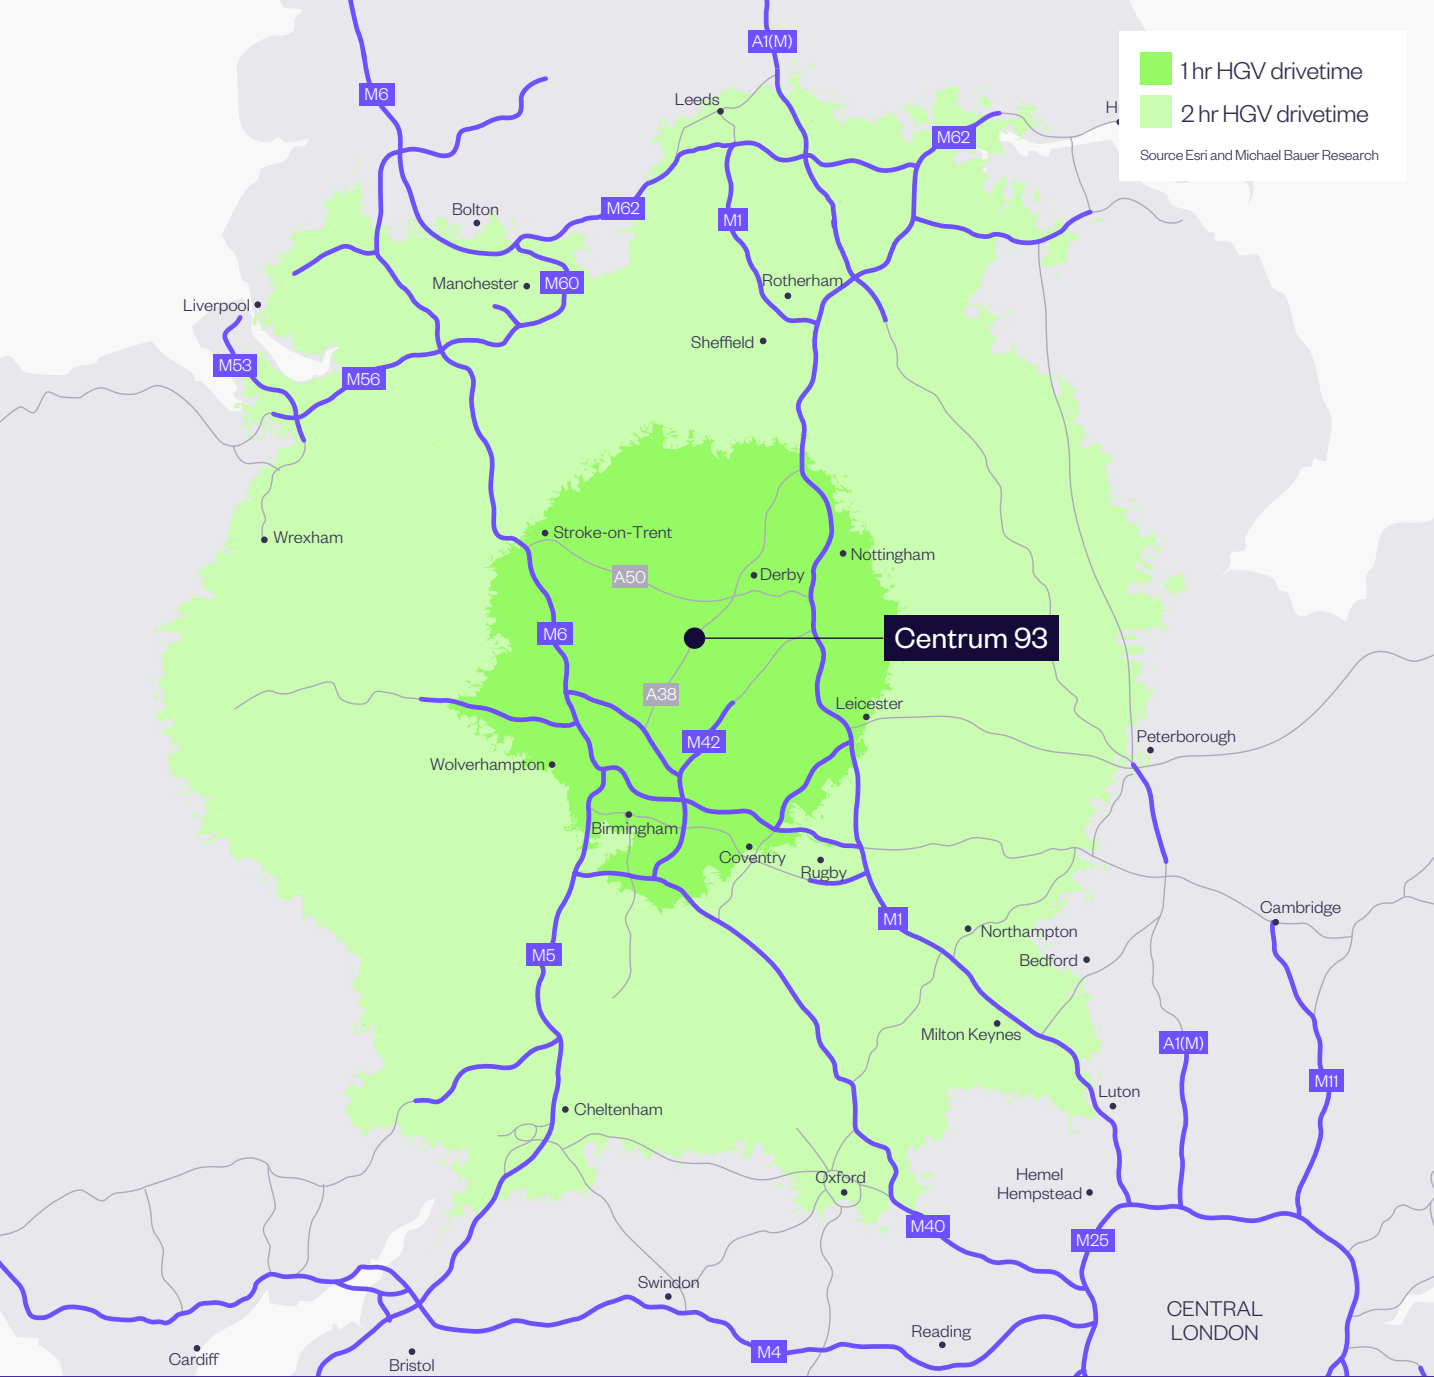 A1(M)
1 hr HGV drivetime
2 hr HGV drivetime
Source Esri and Michael Bauer Research
M6
Leeds
H
M62
Bolton
M62
M1
Manchester
M60
Rotherham
Liverpool
Sheffield
M53
M56
Wrexham
Stroke-on-Trent
Nottingham
A50
Derby
M6
Centrum 93
A38
Leicester
M42
Peterborough
Wolverhampton
Birmingham
Coventry
Rugby
M1
Cambridge
Northampton
M5
Bedford
Milton Keynes
A1(M)
M11
Luton
Cheltenham
Oxford
Hemel
Hempstead
M40
M25
Swindon
CENTRAL
LONDON
Reading
M4
Cardiff
Bristol